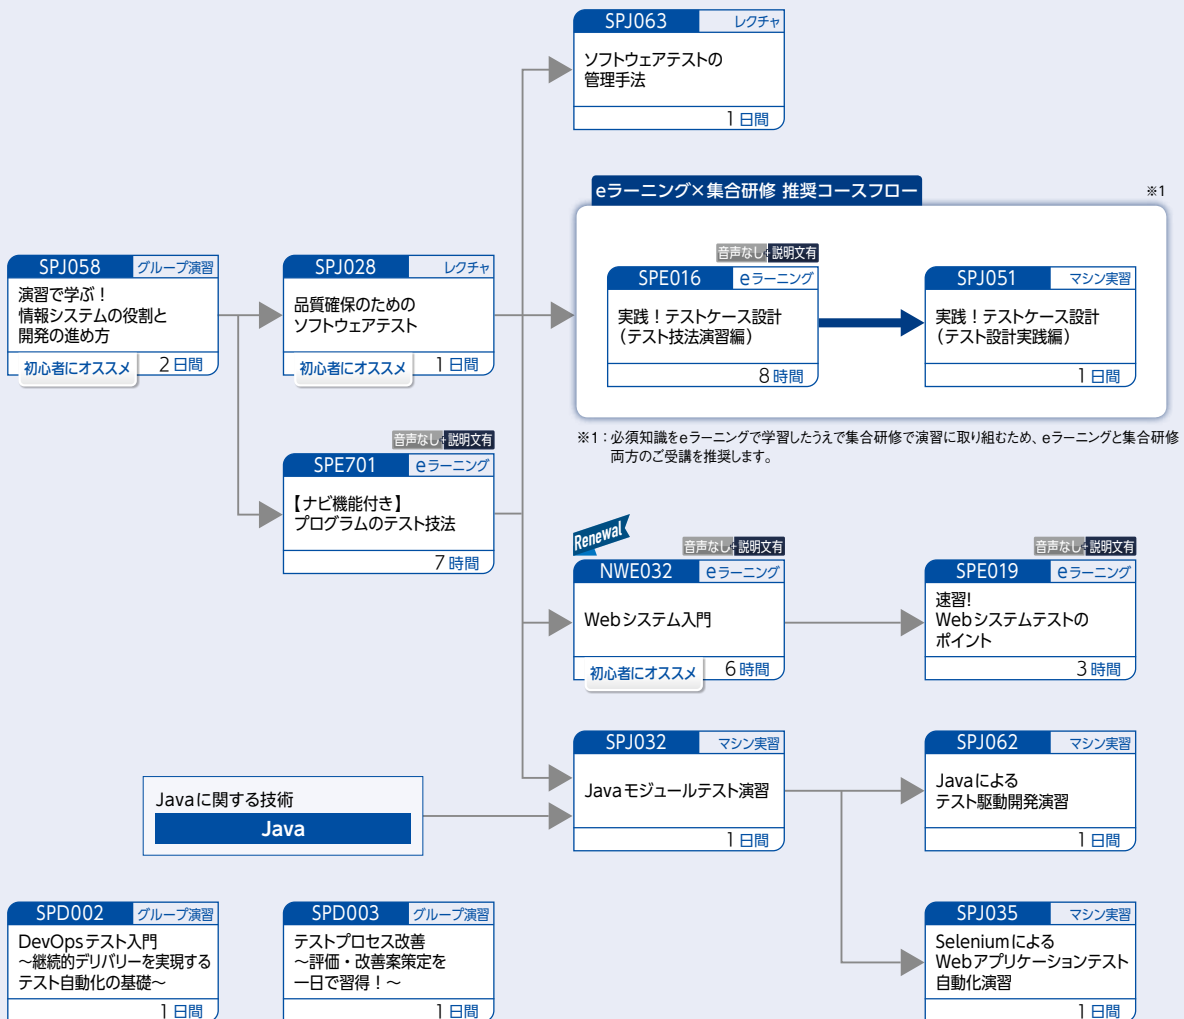 SPJ063 レクチャ
ソフトウェアテストの
管理手法
1日間
eラーニング×集合研修 推奨コースフロー
※1
音声なし+説明文有
SPE016 eラーニング
実践！テストケース設計
（テスト技法演習編）
8時間
SPJ051 マシン実習
実践！テストケース設計
（テスト設計実践編）
1日間
※1：必須知識をeラーニングで学習したうえで集合研修で演習に取り組むため、eラーニングと集合研修
両方のご受講を推奨します。
SPJ058 グループ演習
演習で学ぶ！
情報システムの役割と
開発の進め方
初心者にオススメ 2日間
SPJ028 レクチャ
品質確保のための
ソフトウェアテスト
初心者にオススメ 1日間
音声なし+説明文有
SPE701 eラーニング
【ナビ機能付き】
プログラムのテスト技法
7時間
Renewal
音声なし+説明文有
NWE032 eラーニング
Webシステム入門
初心者にオススメ 6時間
音声なし+説明文有
SPE019 eラーニング
速習!
Webシステムテストの
ポイント
3時間
SPJ032 マシン実習
Javaモジュールテスト演習
1日間
SPJ062 マシン実習
Javaによる
テスト駆動開発演習
1日間
Javaに関する技術
Java
SPD002 グループ演習
DevOpsテスト入門
～継続的デリバリーを実現する
テスト自動化の基礎～
1日間
SPD003 グループ演習
テストプロセス改善
～評価・改善案策定を
一日で習得！～
1日間
SPJ035 マシン実習
Seleniumによる
Webアプリケーションテスト
自動化演習
1日間